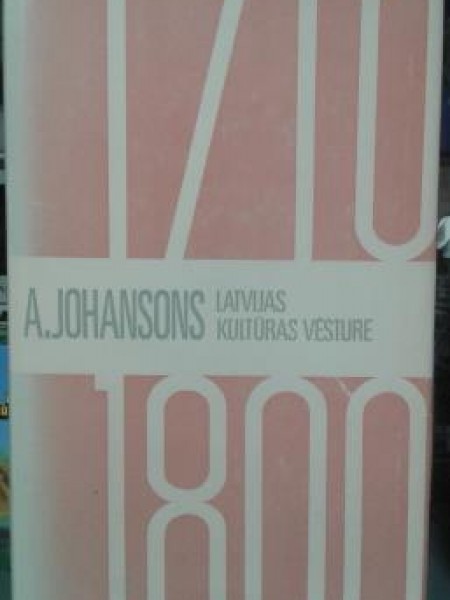 1710
A.JOHANSONS
LATVIJAS
KULTŪRAS VĒSTURE
1800